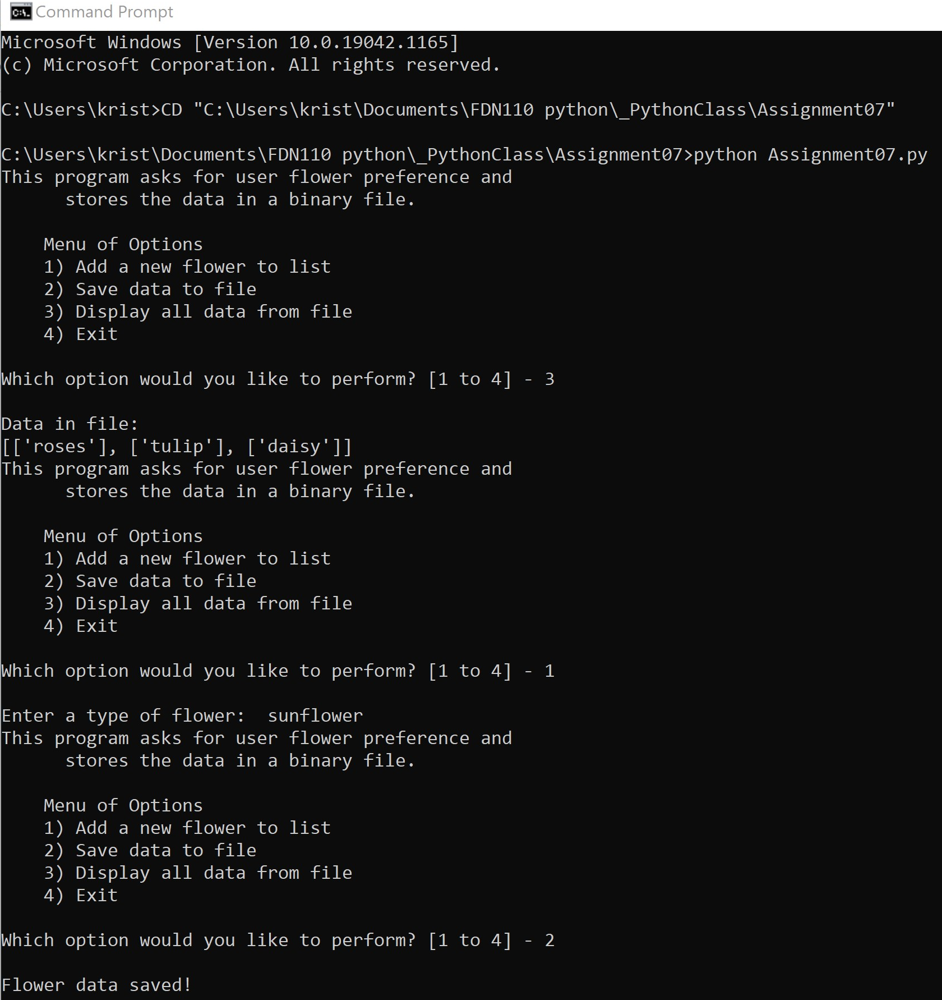 Command Prompt
Microsoft Windows [Version 10.0.19042.1165]
(c) Microsoft Corporation. All rights reserved.
C:\Users\krist>CD "C:\Users\krist\Documents\FDN110 python\_PythonClass\Assignment07"
C:\Users\krist\Documents\FDN110 python\_PythonClass\Assignment07>python Assignment07.py
This program asks for user flower preference and
      stores the data in a binary file.
    Menu of Options
    1) Add a new flower to list
    2) Save data to file
    3) Display all data from file
    4) Exit
Which option would you like to perform? [1 to 4] - 3
Data in file:
[['roses'], ['tulip'], ['daisy']]
This program asks for user flower preference and
      stores the data in a binary file.
    Menu of Options
    1) Add a new flower to list
    2) Save data to file
    3) Display all data from file
    4) Exit
Which option would you like to perform? [1 to 4] - 1
Enter a type of flower:  sunflower
This program asks for user flower preference and
      stores the data in a binary file.
    Menu of Options
    1) Add a new flower to list
    2) Save data to file
    3) Display all data from file
    4) Exit
Which option would you like to perform? [1 to 4] - 2
Flower data saved!